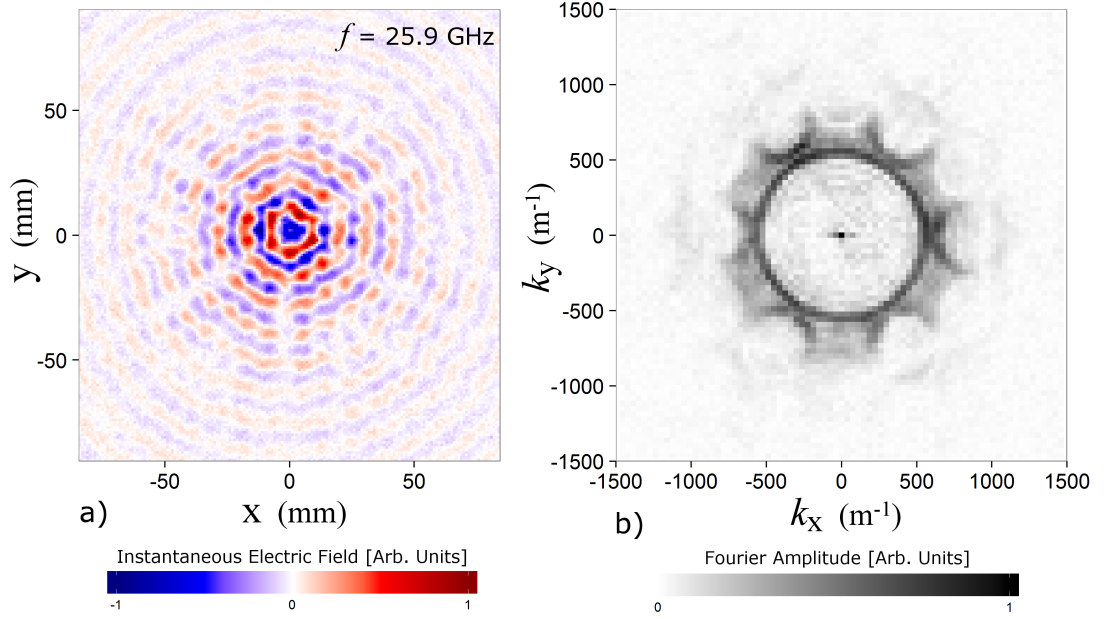 f = 25.9 GHz
50
0
-50
y (mm)
-50 0 50
x (mm)
a)
Instantaneous Electric Field [Arb. Units]
-1 0 1
1500
1000
500
0
-500
-1000
-1500
ky (m-1)
-1500 -1000 -500 0 500 1000 1500
kx (m-1)
b)
Fourier Amplitude [Arb. Units]
0 1